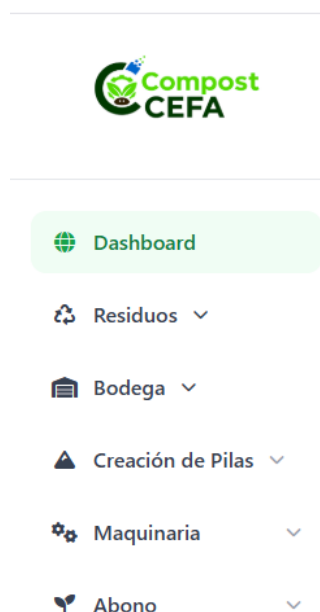 Compost
CEFA
Dashboard
Residuos
Bodega
Creación de Pilas
Maquinaria
Abono